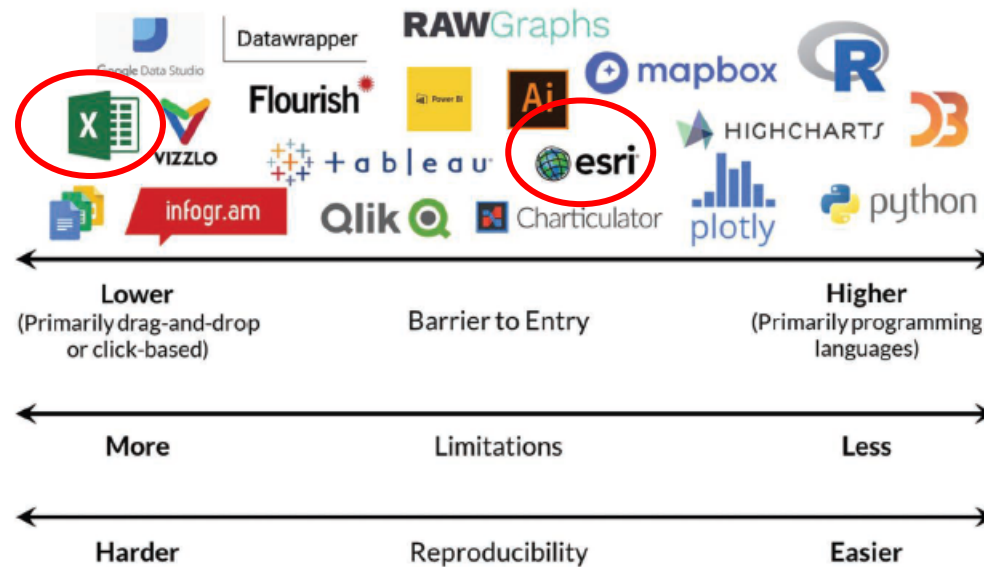 RAWGraphs
Datawrapper
Google Data Studio
mapbox
R
Flourish
Power BI
Ai
X
VIZZLO
HIGHCHARTS
D3
+ a b | e a u
esri
infogr.am
Qlik
Charticulator
plotly
python
Lower
(Primarily drag-and-drop
or click-based)
Barrier to Entry
Higher
(Primarily programming
languages)
More
Limitations
Less
Harder
Reproducibility
Easier